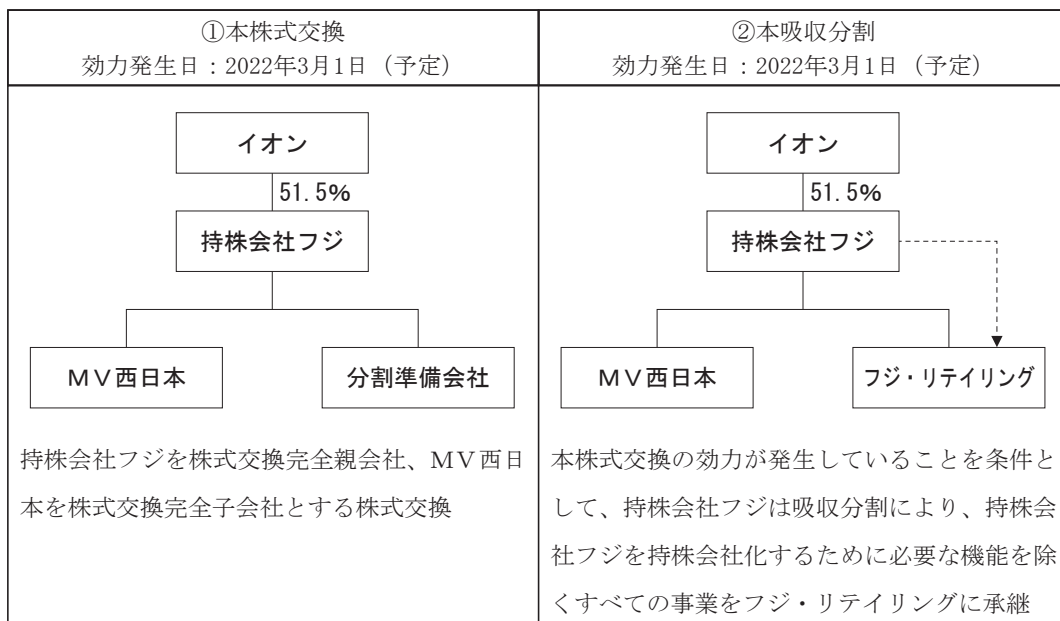 ①本株式交換
効力発生日：2022年3月1日（予定）
イオン
51.5%
持株会社フジ
ＭＶ西日本
分割準備会社
持株会社フジを株式交換完全親会社、ＭＶ西日
本を株式交換完全子会社とする株式交換
②本吸収分割
効力発生日：2022年3月1日（予定）
イオン
51.5%
持株会社フジ
ＭＶ西日本
フジ・リテイリング
本株式交換の効力が発生していることを条件と
して、持株会社フジは吸収分割により、持株会
社フジを持株会社化するために必要な機能を除
くすべての事業をフジ・リテイリングに承継